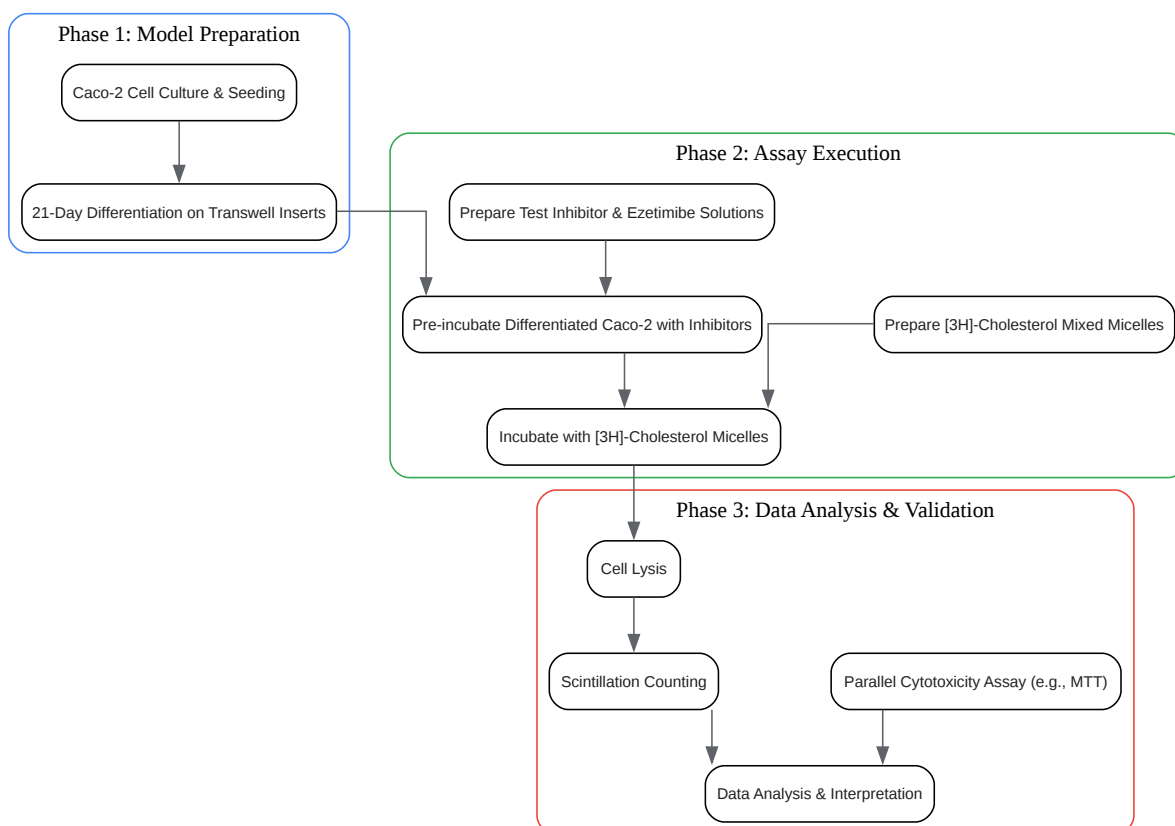 Phase 1: Model Preparation
Caco-2 Cell Culture & Seeding
21-Day Differentiation on Transwell Inserts
Phase 2: Assay Execution
Prepare Test Inhibitor & Ezetimibe Solutions
Pre-incubate Differentiated Caco-2 with Inhibitors
Prepare [3H]-Cholesterol Mixed Micelles
Incubate with [3H]-Cholesterol Micelles
Phase 3: Data Analysis & Validation
Cell Lysis
Scintillation Counting
Parallel Cytotoxicity Assay (e.g., MTT)
Data Analysis & Interpretation